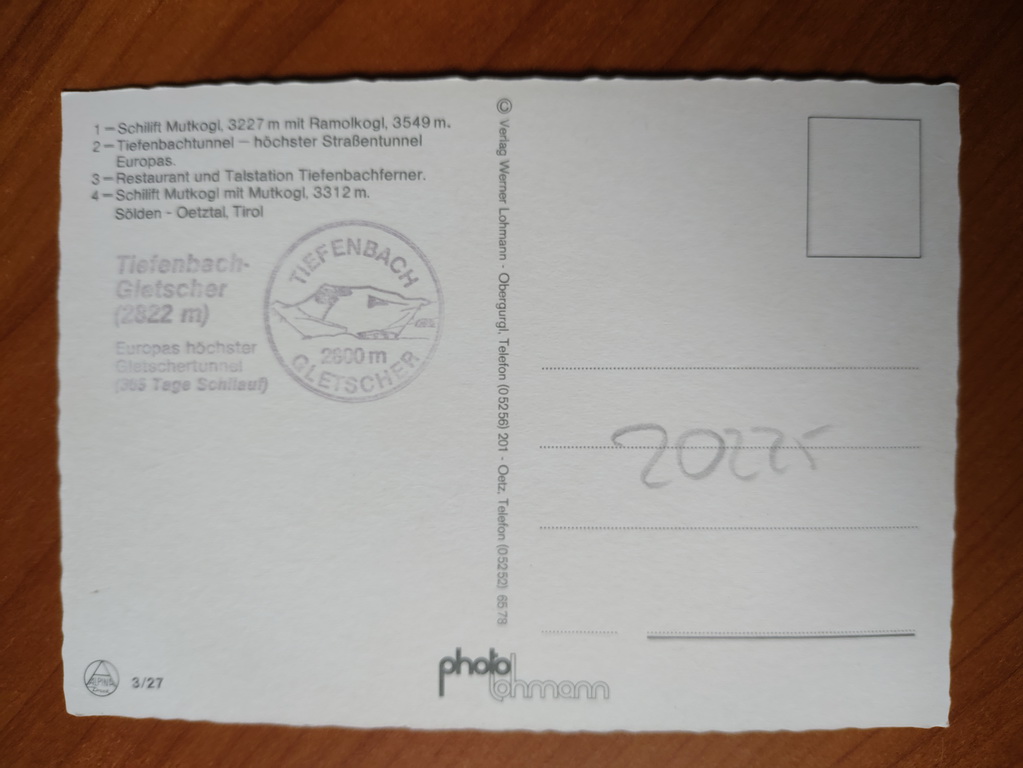 1 – Schilift Mutkogl, 3227 m mit Ramolkogl, 3549 m.
2 – Tiefenbachtunnel – höchster Straßentunnel
Europas.
3 – Restaurant und Talstation Tiefenbachferner.
4 – Schilift Mutkogl mit Mutkogl, 3312 m.
Sölden - Oetztal, Tirol
Tiefenbach-
Gletscher
(2822 m)
Europas höchster
Gletschertunnel
(365 Tage Schilauf)
TIEFENBACH
2800 m
GLETSCHER
© Verlag Werner Lohmann - Obergurgl, Telefon (05256) 201 - Oetz, Telefon (05252) 6578
ALPINA
3/27
photo
lohmann